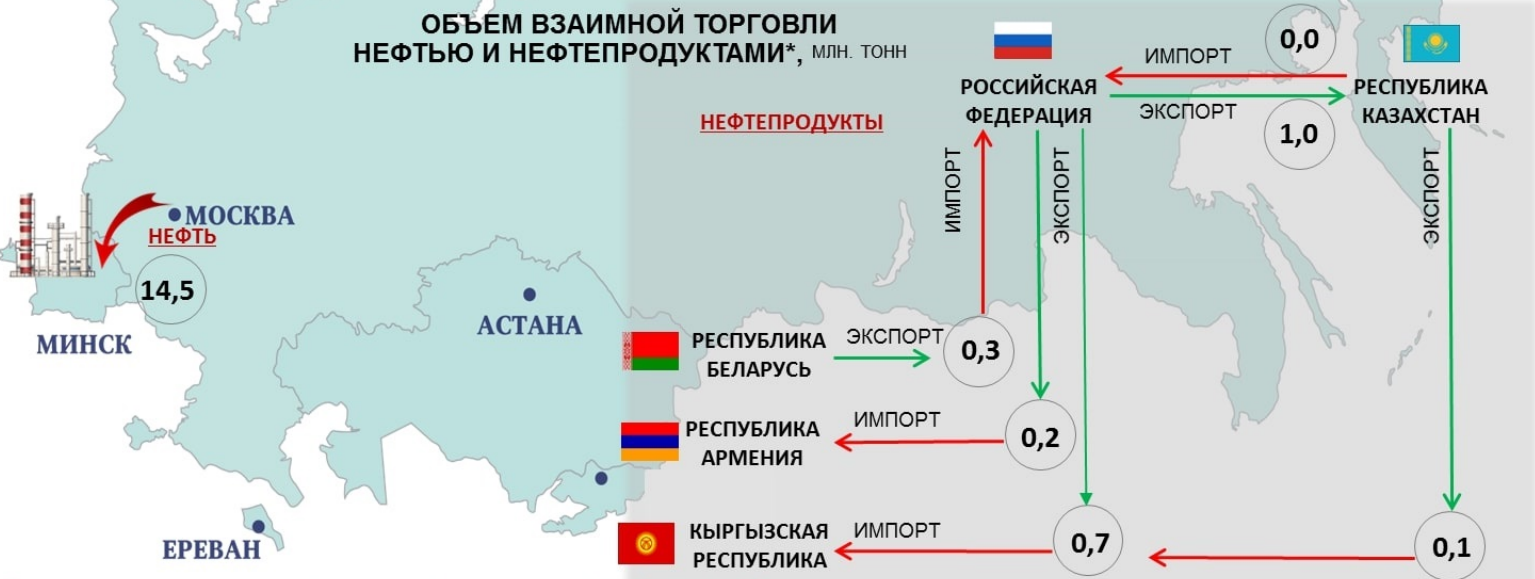 ОБЪЕМ ВЗАИМНОЙ ТОРГОВЛИ
НЕФТЬЮ И НЕФТЕПРОДУКТАМИ*, МЛН. ТОНН
НЕФТЕПРОДУКТЫ
РОССИЙСКАЯ
ФЕДЕРАЦИЯ
ИМПОРТ
0,0
ЭКСПОРТ
1,0
РЕСПУБЛИКА
КАЗАХСТАН
ИМПОРТ
ЭКСПОРТ
ЭКСПОРТ
МОСКВА
НЕФТЬ
14,5
МИНСК
АСТАНА
ЕРЕВАН
РЕСПУБЛИКА
БЕЛАРУСЬ
ЭКСПОРТ
0,3
РЕСПУБЛИКА
АРМЕНИЯ
ИМПОРТ
0,2
КЫРГЫЗСКАЯ
РЕСПУБЛИКА
ИМПОРТ
0,7
0,1